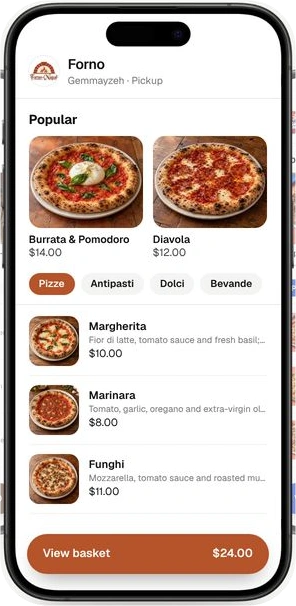 Forno
Gemmayzeh · Pickup
Popular
Burrata & Pomodoro
$14.00
Diavola
$12.00
Pizze
Antipasti
Dolci
Bevande
Margherita
Fior di latte, tomato sauce and fresh basil;...
$10.00
Marinara
Tomato, garlic, oregano and extra-virgin ol...
$8.00
Funghi
Mozzarella, tomato sauce and roasted mu...
$11.00
View basket
$24.00